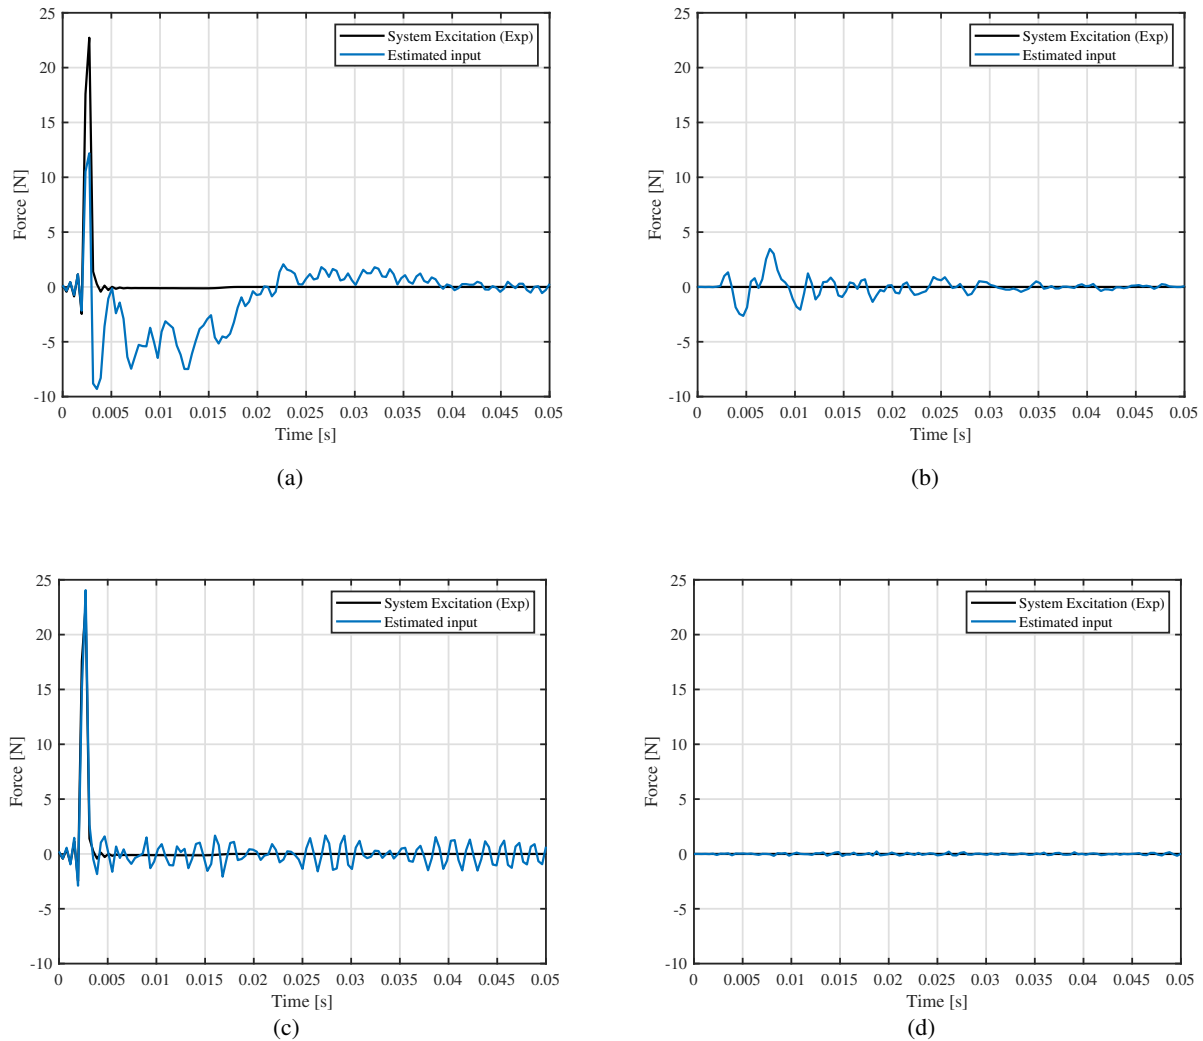 25
20
15
10
5
0
-5
-10
Force [N]
System Excitation (Exp)
Estimated input
0 0.005 0.01 0.015 0.02 0.025 0.03 0.035 0.04 0.045 0.05
Time [s]
(a)
25
20
15
10
5
0
-5
-10
Force [N]
System Excitation (Exp)
Estimated input
0 0.005 0.01 0.015 0.02 0.025 0.03 0.035 0.04 0.045 0.05
Time [s]
(b)
25
20
15
10
5
0
-5
-10
Force [N]
System Excitation (Exp)
Estimated input
0 0.005 0.01 0.015 0.02 0.025 0.03 0.035 0.04 0.045 0.05
Time [s]
(c)
25
20
15
10
5
0
-5
-10
Force [N]
System Excitation (Exp)
Estimated input
0 0.005 0.01 0.015 0.02 0.025 0.03 0.035 0.04 0.045 0.05
Time [s]
(d)